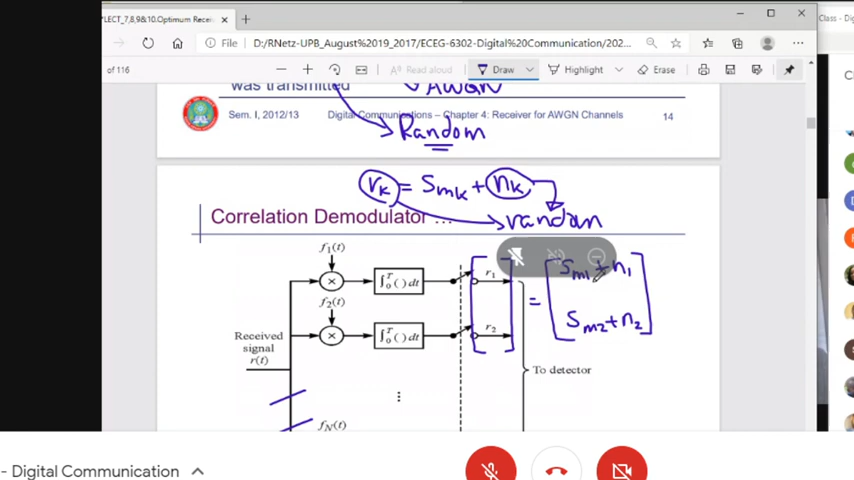 *LECT_7,8,9&10.Optimum Recei
File | D:/RNetz-UPB_August%2019_2017/ECEG-6302-Digital%20Communication/202...
of 116
Read aloud
Draw
Highlight
Erase
was transmitted
AWGN
Sem. I, 2012/13
Digital Communications – Chapter 4: Receiver for AWGN Channels
14
Random
rk = Smk + nk
random
Correlation Demodulator ...
f1(t)
∫0T ( ) dt
r1
= [ Sm1 + n1
f2(t)
∫0T ( ) dt
r2
Sm2 + n2 ]
Received
signal
r(t)
To detector
fN(t)
Class -
- Digital Communication